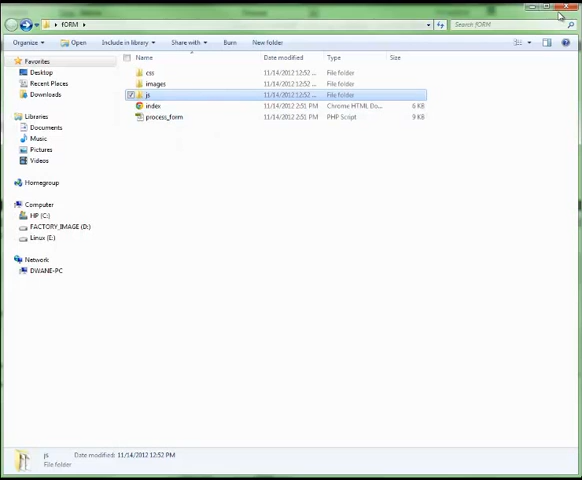 fORM
Search fORM
Organize
Open
Include in library
Share with
Burn
New folder
Favorites
Desktop
Recent Places
Downloads
Libraries
Documents
Music
Pictures
Videos
Homegroup
Computer
HP (C:)
FACTORY_IMAGE (D:)
Linux (E:)
Network
DWANE-PC
Name Date modified Type Size
css 11/14/2012 12:52 ... File folder
images 11/14/2012 12:52 ... File folder
js 11/14/2012 12:52 ... File folder
index 11/14/2012 2:51 PM Chrome HTML Do... 6 KB
process_form 11/14/2012 2:51 PM PHP Script 9 KB
js Date modified: 11/14/2012 12:52 PM
File folder